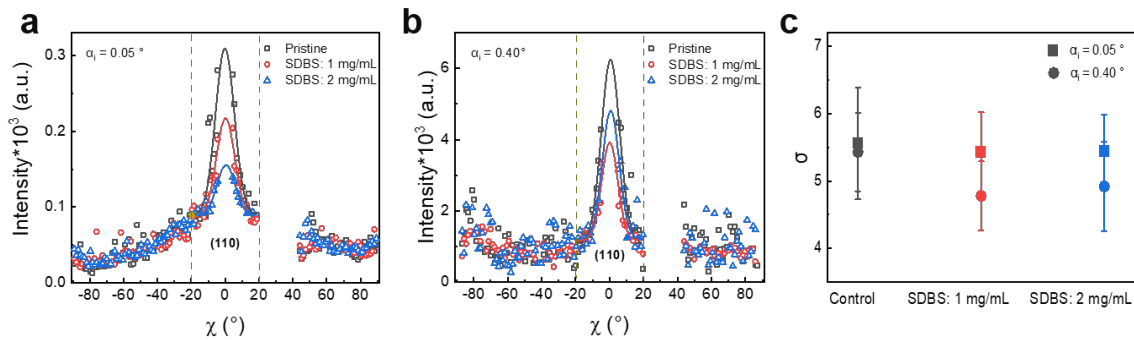 a
αᵢ = 0.05 °
Pristine
SDBS: 1 mg/mL
SDBS: 2 mg/mL
Intensity*10³ (a.u.)
0.3
0.2
0.1
0.0
(110)
-80 -60 -40 -20 0 20 40 60 80
χ (°)
b
αᵢ = 0.40°
Pristine
SDBS: 1 mg/mL
SDBS: 2 mg/mL
Intensity*10³ (a.u.)
6
4
2
0
(110)
-80 -60 -40 -20 0 20 40 60 80
χ (°)
c
αᵢ = 0.05 °
αᵢ = 0.40 °
σ
7
6
5
4
Control SDBS: 1 mg/mL SDBS: 2 mg/mL